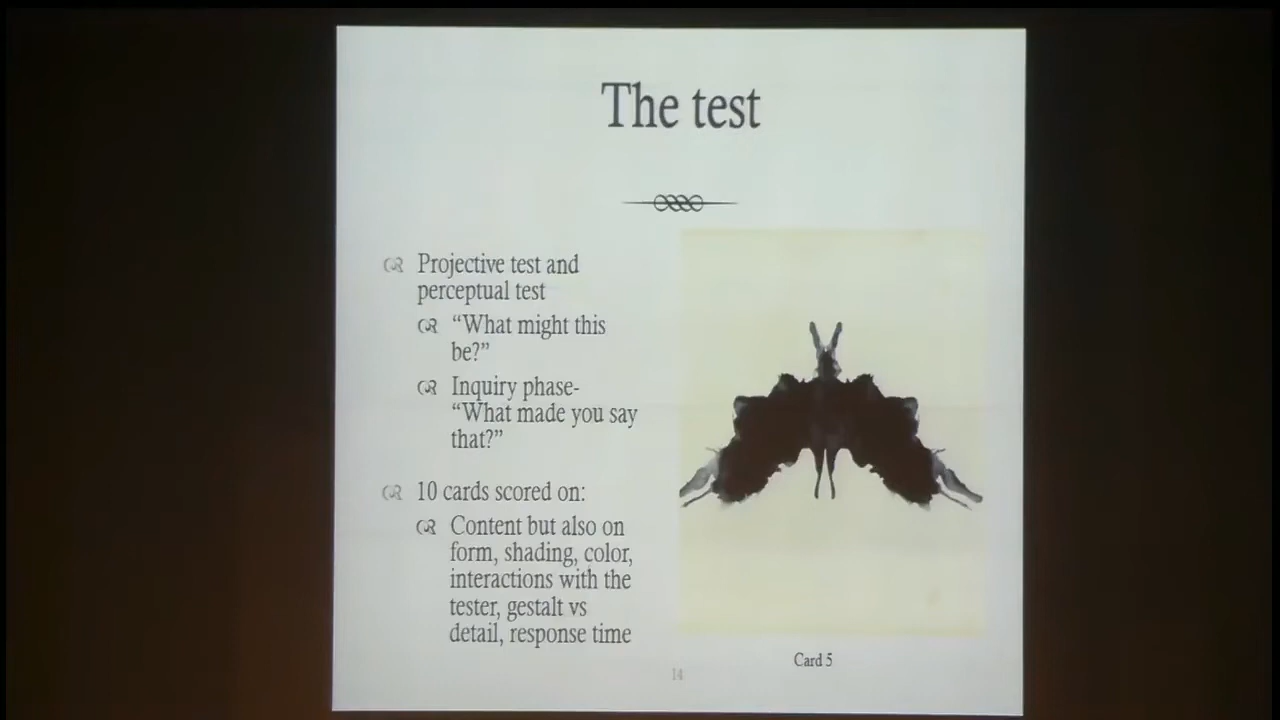 The test
Projective test and
perceptual test
“What might this
be?”
Inquiry phase-
“What made you say
that?”
10 cards scored on:
Content but also on
form, shading, color,
interactions with the
tester, gestalt vs
detail, response time
Card 5
14